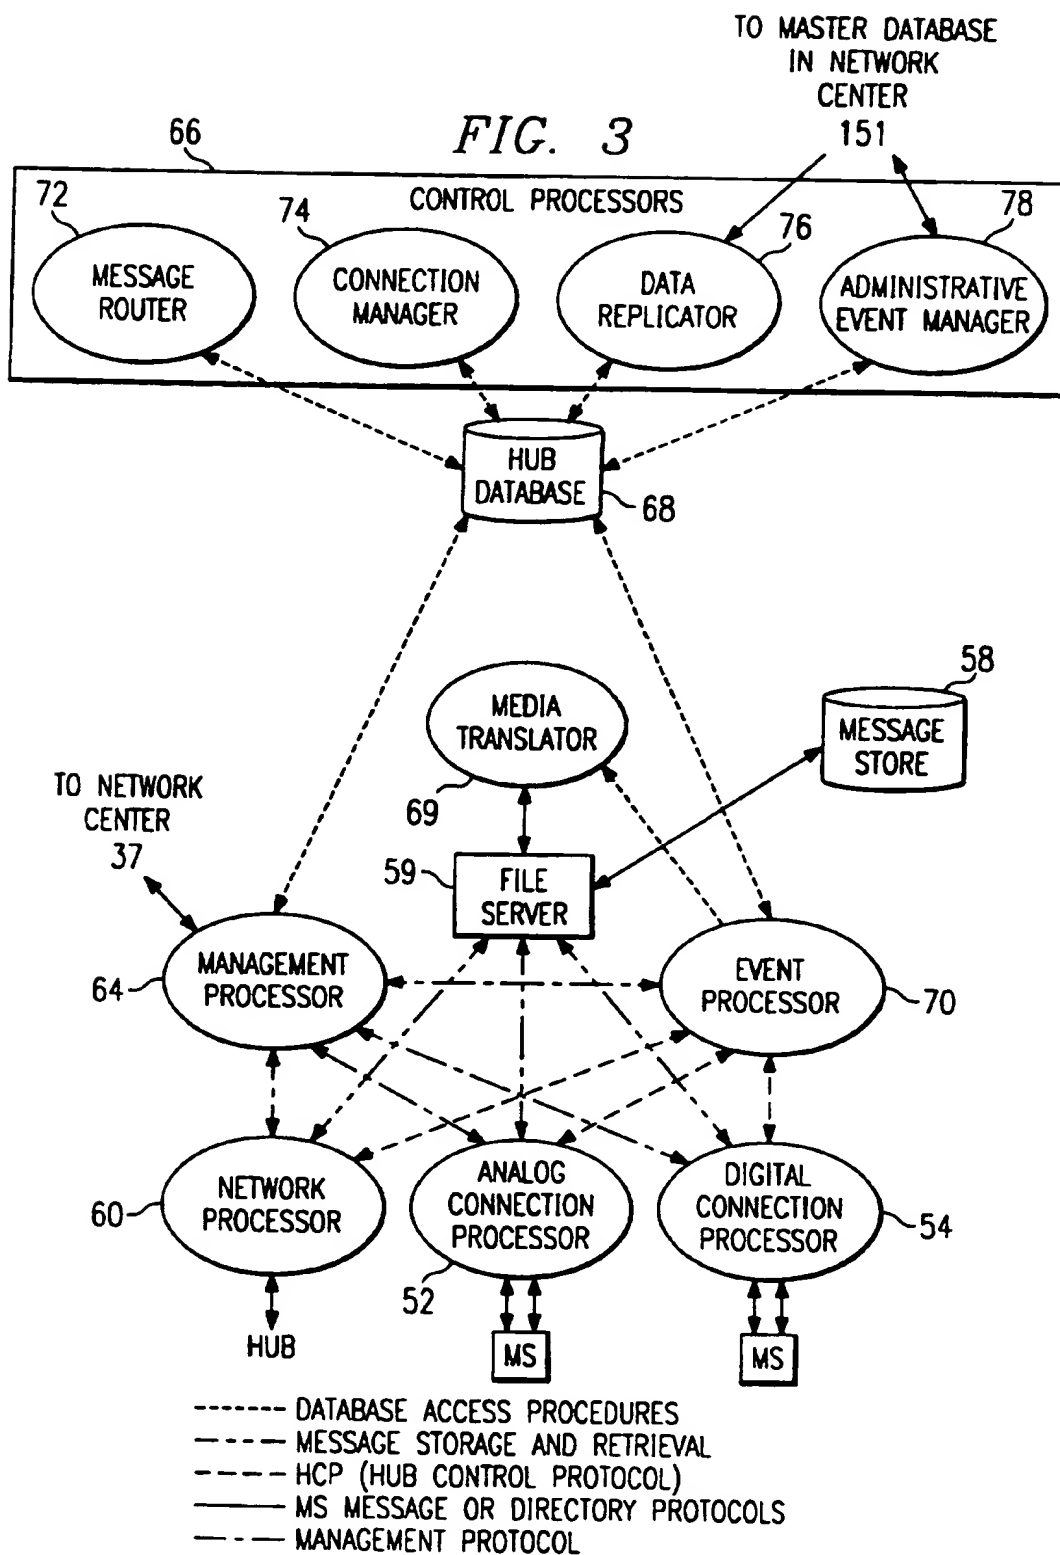 TO MASTER DATABASE
IN NETWORK
CENTER
151
FIG. 3
66
CONTROL PROCESSORS
72
74
76
78
MESSAGE
ROUTER
CONNECTION
MANAGER
DATA
REPLICATOR
ADMINISTRATIVE
EVENT MANAGER
HUB
DATABASE
68
58
MESSAGE
STORE
MEDIA
TRANSLATOR
69
TO NETWORK
CENTER
37
59
FILE
SERVER
MANAGEMENT
PROCESSOR
64
EVENT
PROCESSOR
70
NETWORK
PROCESSOR
60
ANALOG
CONNECTION
PROCESSOR
52
DIGITAL
CONNECTION
PROCESSOR
54
HUB
MS
MS
DATABASE ACCESS PROCEDURES
MESSAGE STORAGE AND RETRIEVAL
HCP (HUB CONTROL PROTOCOL)
MS MESSAGE OR DIRECTORY PROTOCOLS
MANAGEMENT PROTOCOL